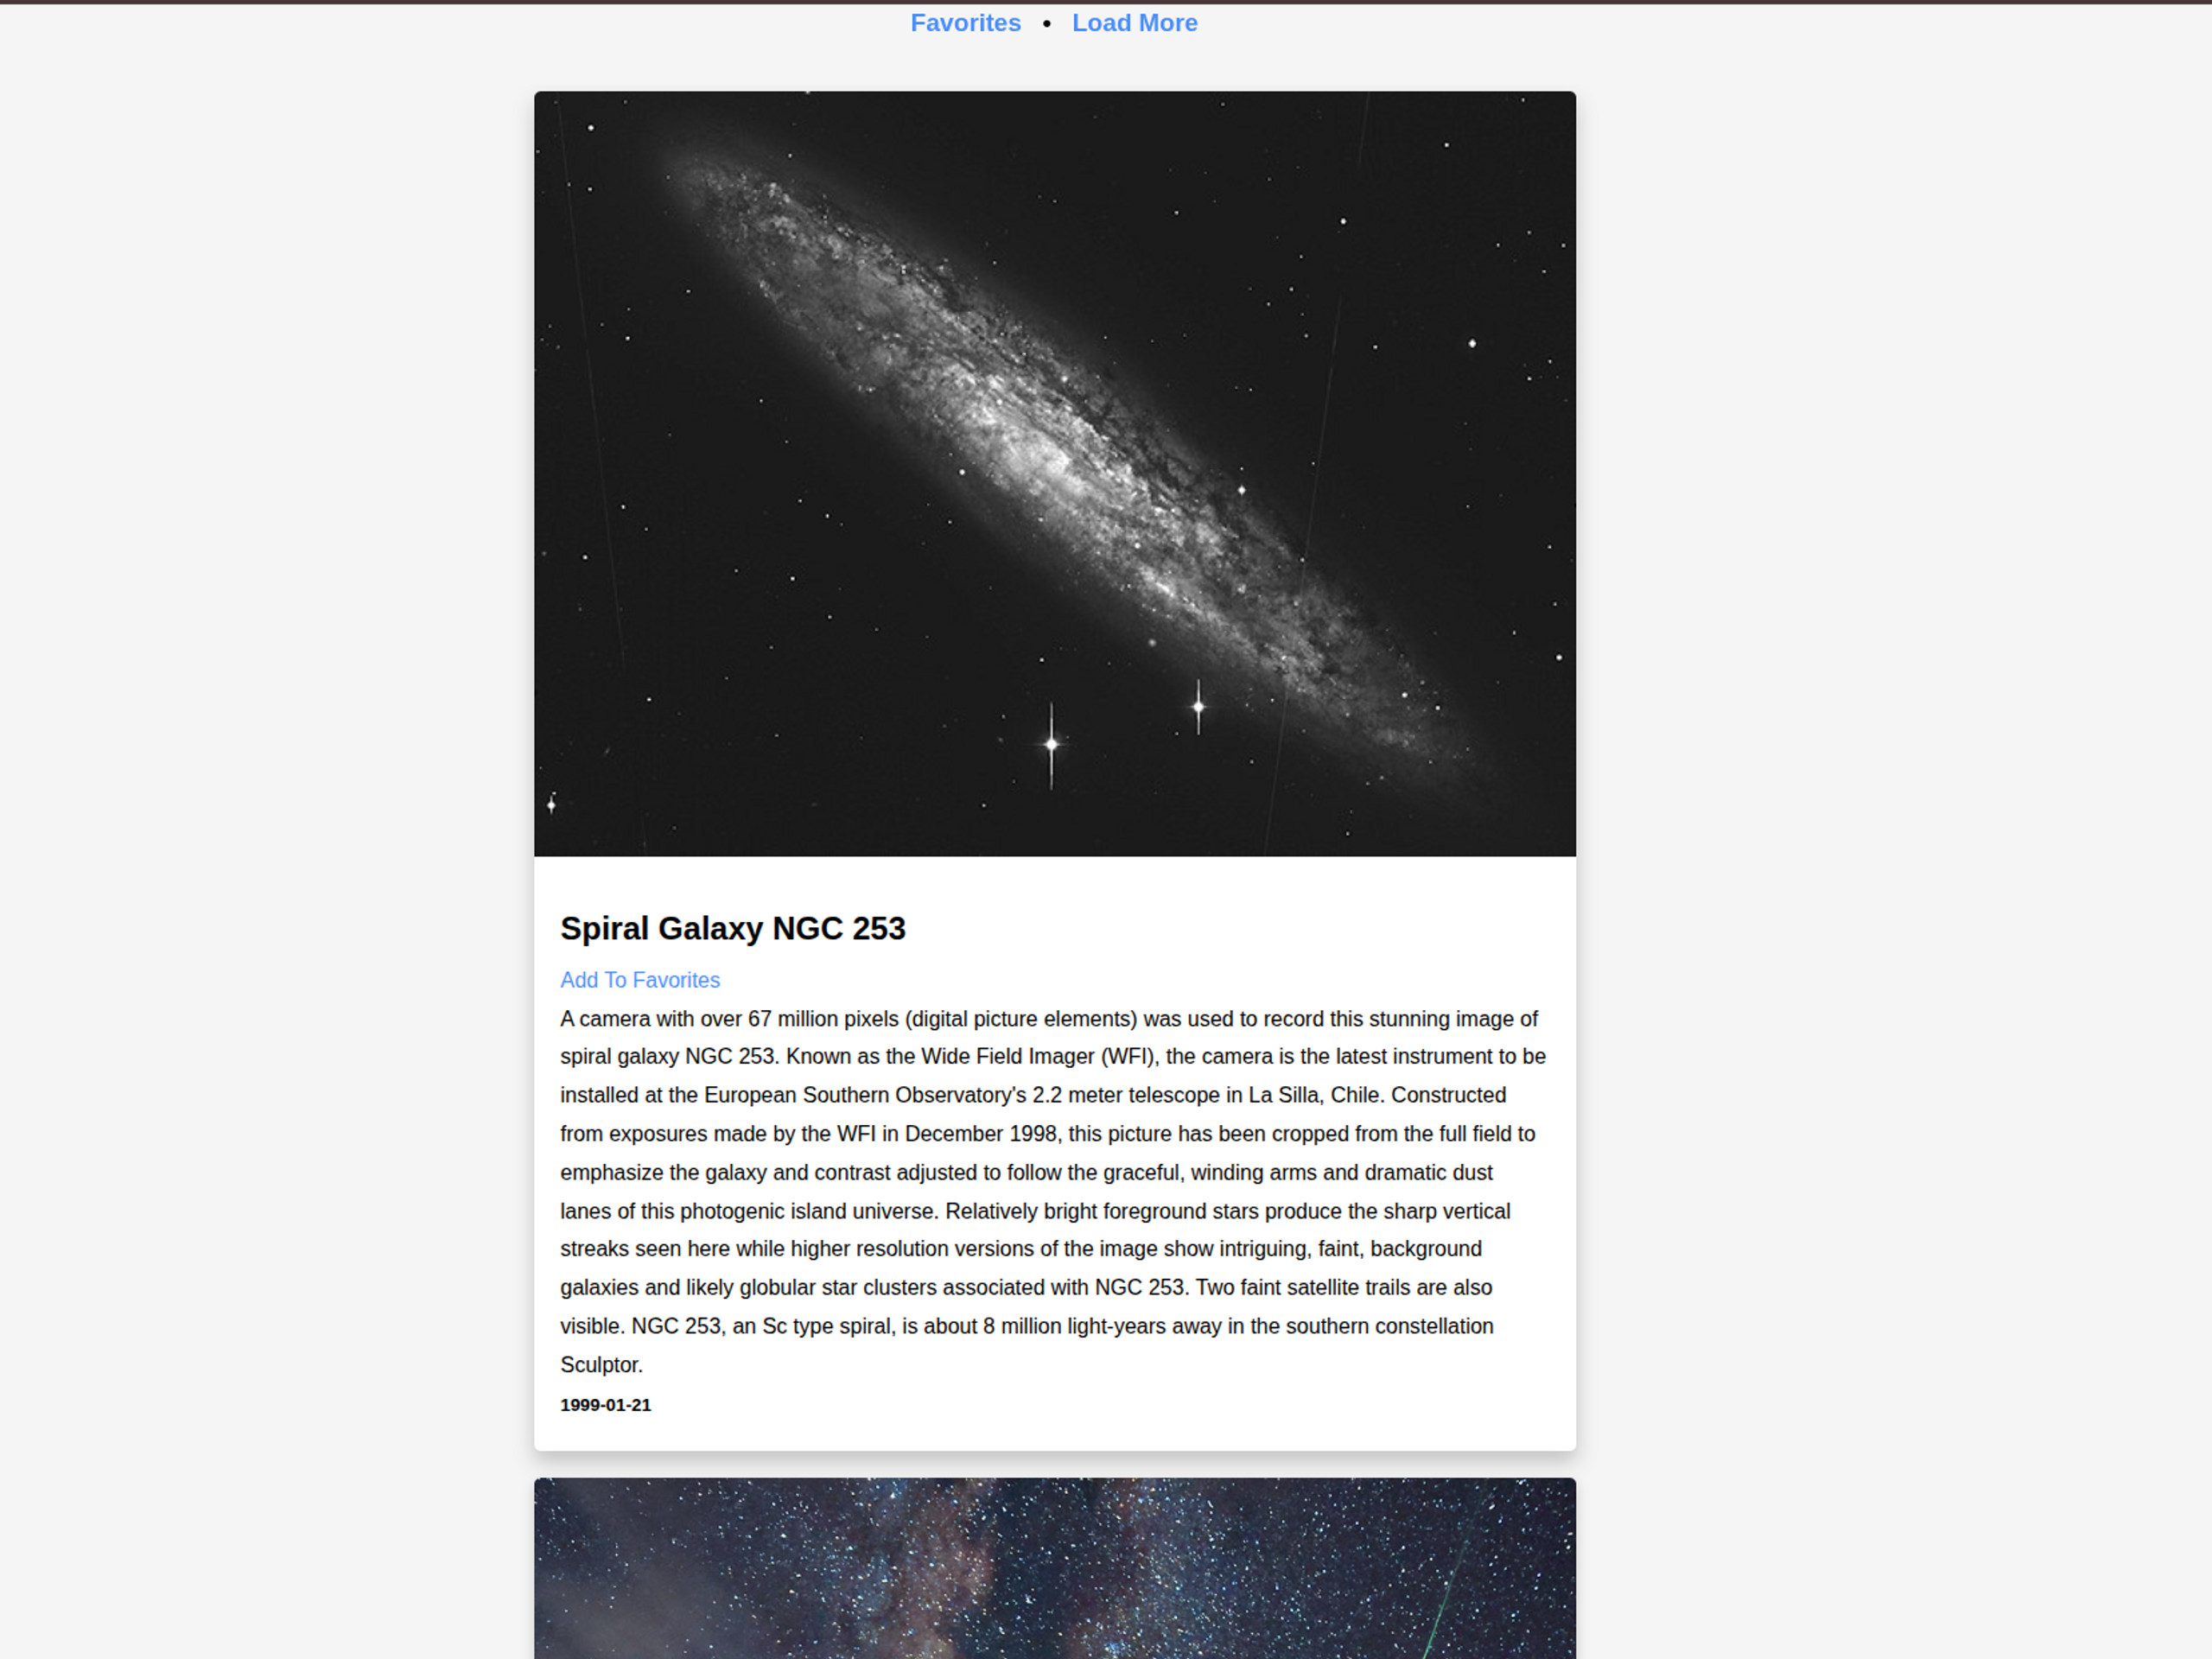 Favorites • Load More
Spiral Galaxy NGC 253
Add To Favorites
A camera with over 67 million pixels (digital picture elements) was used to record this stunning image of
spiral galaxy NGC 253. Known as the Wide Field Imager (WFI), the camera is the latest instrument to be
installed at the European Southern Observatory's 2.2 meter telescope in La Silla, Chile. Constructed
from exposures made by the WFI in December 1998, this picture has been cropped from the full field to
emphasize the galaxy and contrast adjusted to follow the graceful, winding arms and dramatic dust
lanes of this photogenic island universe. Relatively bright foreground stars produce the sharp vertical
streaks seen here while higher resolution versions of the image show intriguing, faint, background
galaxies and likely globular star clusters associated with NGC 253. Two faint satellite trails are also
visible. NGC 253, an Sc type spiral, is about 8 million light-years away in the southern constellation
Sculptor.
1999-01-21